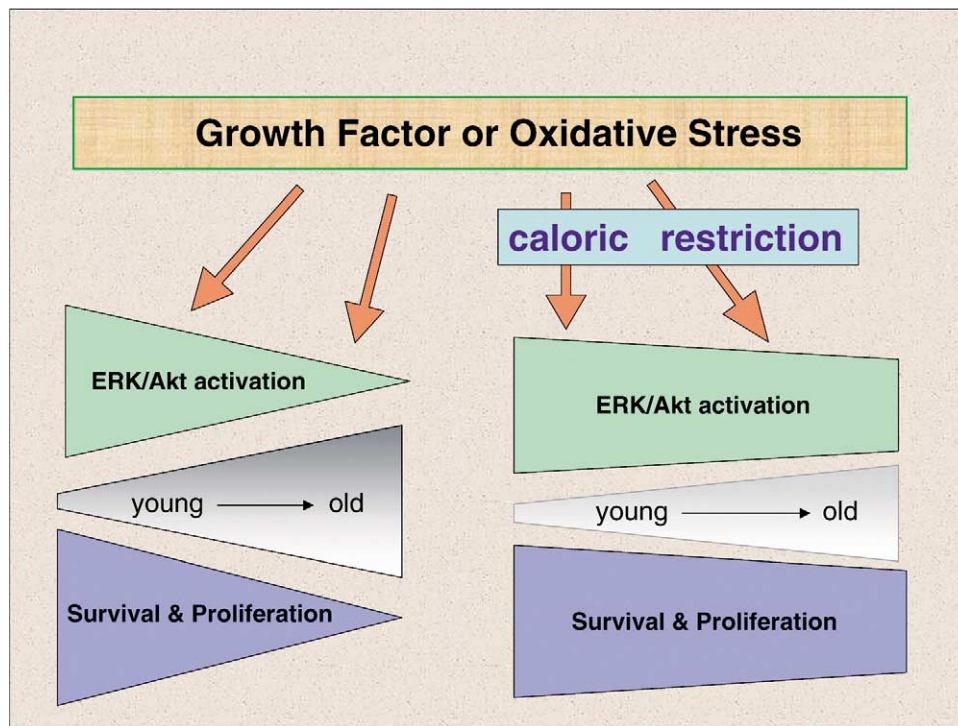 Growth Factor or Oxidative Stress
caloric restriction
ERK/Akt activation
young old
Survival & Proliferation
ERK/Akt activation
young old
Survival & Proliferation